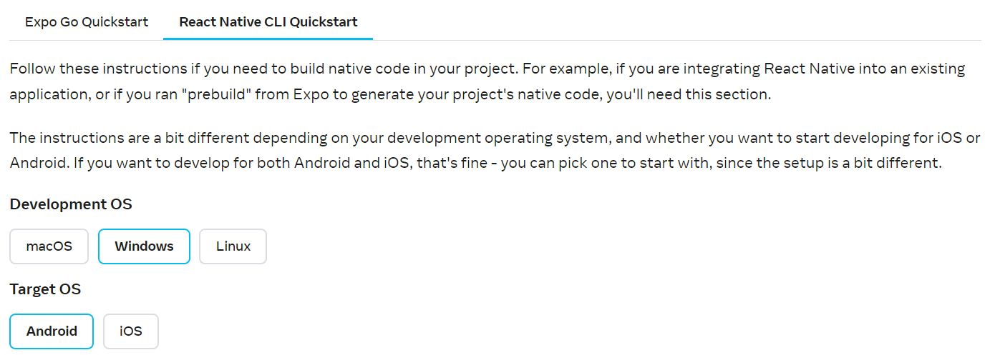 Expo Go Quickstart React Native CLI Quickstart
Follow these instructions if you need to build native code in your project. For example, if you are integrating React Native into an existing
application, or if you ran "prebuild" from Expo to generate your project's native code, you'll need this section.
The instructions are a bit different depending on your development operating system, and whether you want to start developing for iOS or
Android. If you want to develop for both Android and iOS, that's fine - you can pick one to start with, since the setup is a bit different.
Development OS
macOS Windows Linux
Target OS
Android iOS